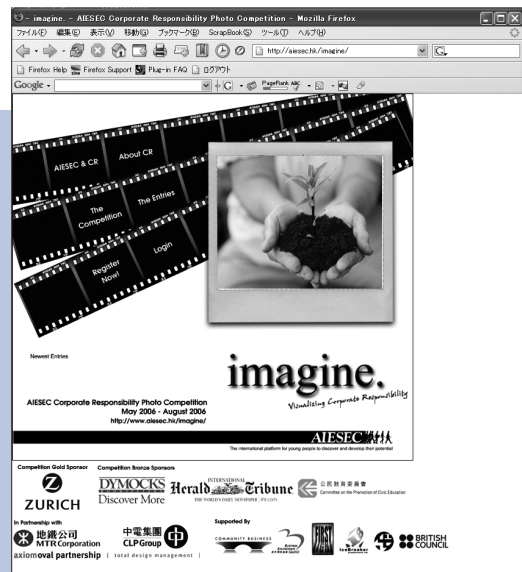 - imagine. - AIESEC Corporate Responsibility Photo Competition - Mozilla Firefox
ファイル(F) 編集(E) 表示(V) 移動(G) ブックマーク(B) ScrapBook(S) ツール(T) ヘルプ(H)
http://aiesec.hk/imagine/
G
Firefox Help Firefox Support Plug-in FAQ ログアウト
Google PageRank ABC
AIESEC & CR
About CR
The Competition
The Entries
Register Now!
Login
Newest Entries
imagine.
Visualizing Corporate Responsibility
AIESEC Corporate Responsibility Photo Competition
May 2006 - August 2006
http://www.aiesec.hk/imagine/
AIESEC
The international platform for young people to discover and develop their potential
Competition Gold Sponsor
Competition Bronze Sponsors
ZURICH
DYMOCKS
Discover More
INTERNATIONAL
Herald Tribune
THE WORLD'S DAILY NEWSPAPER
公民教育委員會
Committee on the Promotion of Civic Education
In Partnership with
Supported By
地鐵公司
MTR Corporation
中電集團
CLP Group
COMMUNITY BUSINESS
FIRST
IceBreaker
BRITISH
COUNCIL
axiomoval partnership | total design management |